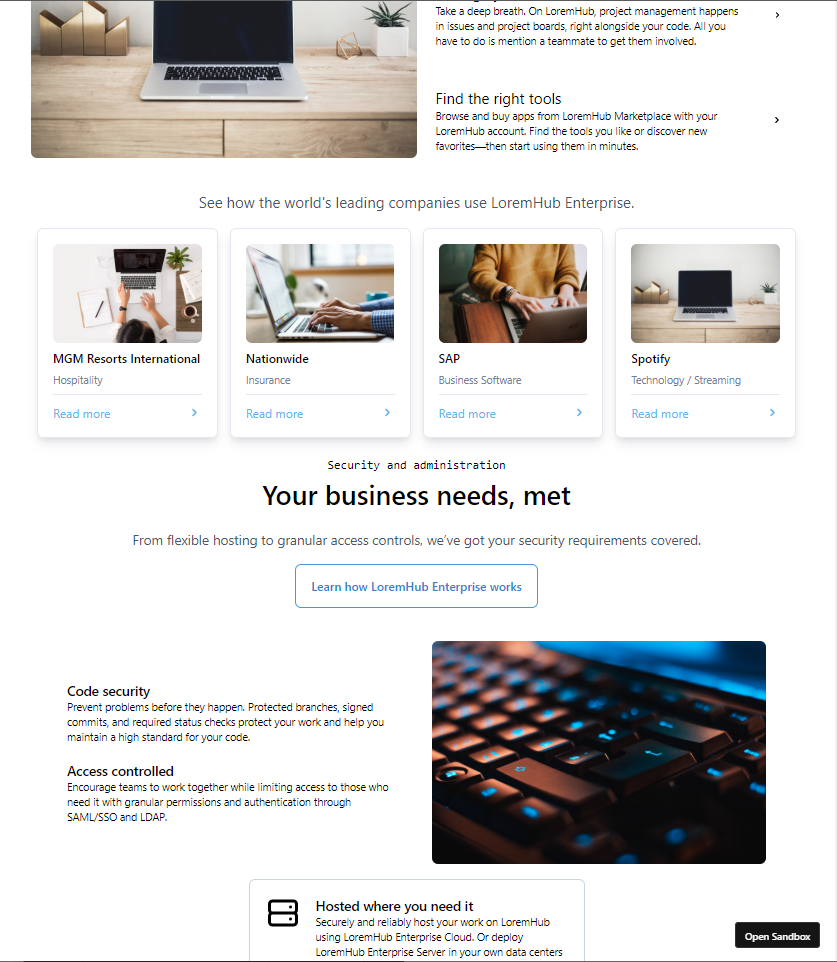 Take a deep breath. On LoremHub, project management happens
in issues and project boards, right alongside your code. All you
have to do is mention a teammate to get them involved.
Find the right tools
Browse and buy apps from LoremHub Marketplace with your
LoremHub account. Find the tools you like or discover new
favorites—then start using them in minutes.
See how the world's leading companies use LoremHub Enterprise.
MGM Resorts International
Hospitality
Read more
Nationwide
Insurance
Read more
SAP
Business Software
Read more
Spotify
Technology / Streaming
Read more
Security and administration
Your business needs, met
From flexible hosting to granular access controls, we’ve got your security requirements covered.
Learn how LoremHub Enterprise works
Code security
Prevent problems before they happen. Protected branches, signed
commits, and required status checks protect your work and help you
maintain a high standard for your code.
Access controlled
Encourage teams to work together while limiting access to those who
need it with granular permissions and authentication through
SAML/SSO and LDAP.
Hosted where you need it
Securely and reliably host your work on LoremHub
using LoremHub Enterprise Cloud. Or deploy
LoremHub Enterprise Server in your own data centers
Open Sandbox